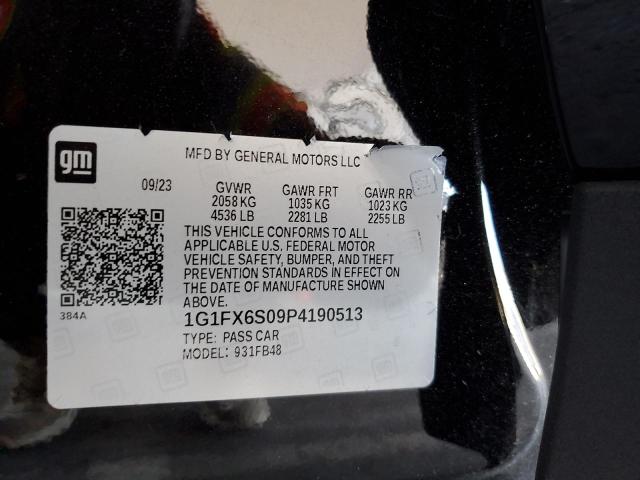 gm
MFD BY GENERAL MOTORS LLC
09/23
GVWR GAWR FRT GAWR RR
2058 KG 1035 KG 1023 KG
4536 LB 2281 LB 2255 LB
THIS VEHICLE CONFORMS TO ALL
APPLICABLE U.S. FEDERAL MOTOR
VEHICLE SAFETY, BUMPER, AND THEFT
PREVENTION STANDARDS IN EFFECT ON
THE DATE OF MANUFACTURE SHOWN
ABOVE.
384A
1G1FX6S09P4190513
TYPE: PASS CAR
MODEL: 931FB48